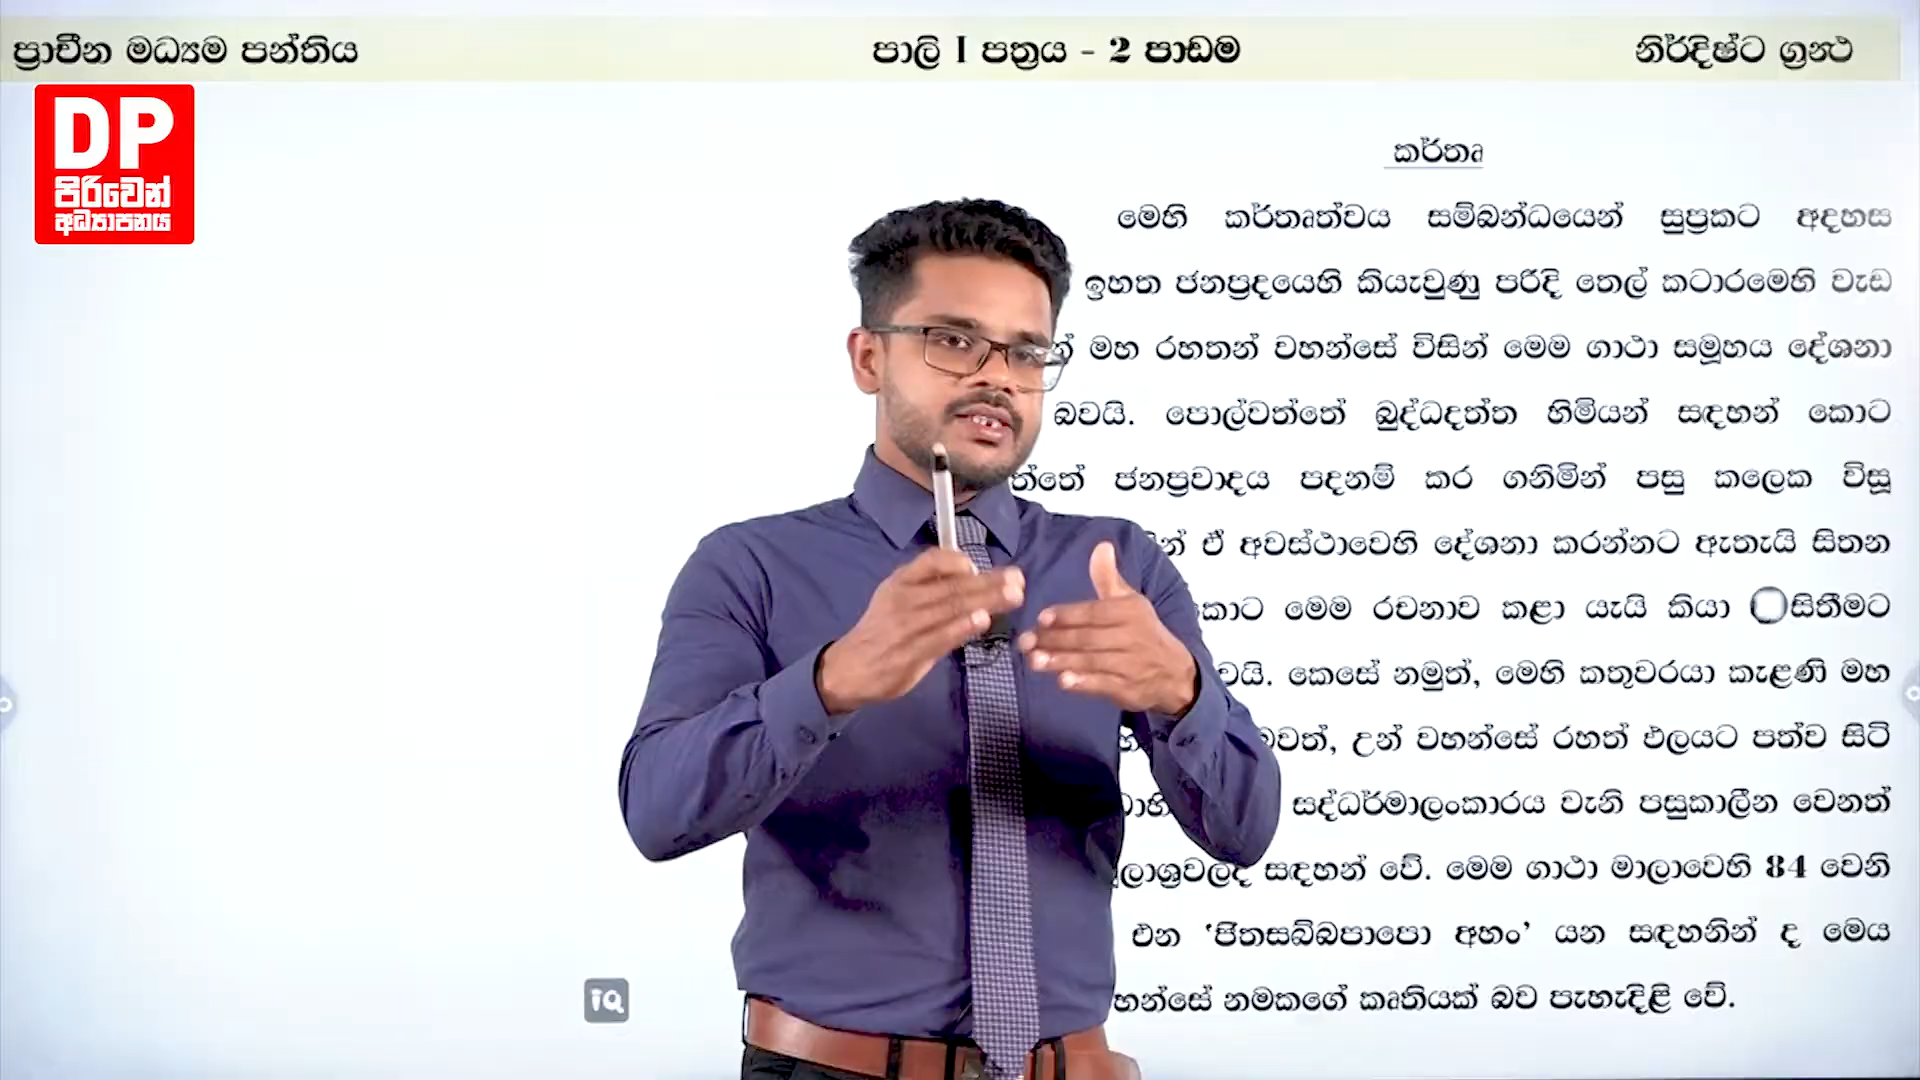 ප්‍රාචීන මධ්‍යම පන්තිය
පාලි I පත්‍රය - 2 පාඩම
නිර්දිෂ්ට ග්‍රන්ථ
DP
පිරිවෙන්
අධ්‍යාපනය
කර්තෘ
මෙහි කර්තෘත්වය සම්බන්ධයෙන් සුප්‍රකට අදහස
ඉහත ජනප්‍රදයෙහි කියැවුණු පරිදි තෙල් කටාරමෙහි වැඩ
මහ රහතන් වහන්සේ විසින් මෙම ගාථා සමූහය දේශනා
බවයි. පොල්වත්තේ බුද්ධදත්ත හිමියන් සඳහන් කොට
ජනප්‍රවාදය පදනම් කර ගනිමින් පසු කලෙක විසූ
ඒ අවස්ථාවෙහි දේශනා කරන්නට ඇතැයි සිතන
මෙම රචනාව කළා යැයි කියා සිතීමට
කෙසේ නමුත්, මෙහි කතුවරයා කැළණි මහ
උන් වහන්සේ රහත් ඵලයට පත්ව සිටි
සද්ධර්මාලංකාරය වැනි පසුකාලීන වෙනත්
සඳහන් වේ. මෙම ගාථා මාලාවෙහි 84 වෙනි
එන ‘පීතසබ්බපාපො අහං’ යන සඳහනින් ද මෙය
නමකගේ කෘතියක් බව පැහැදිළි වේ.
IQ